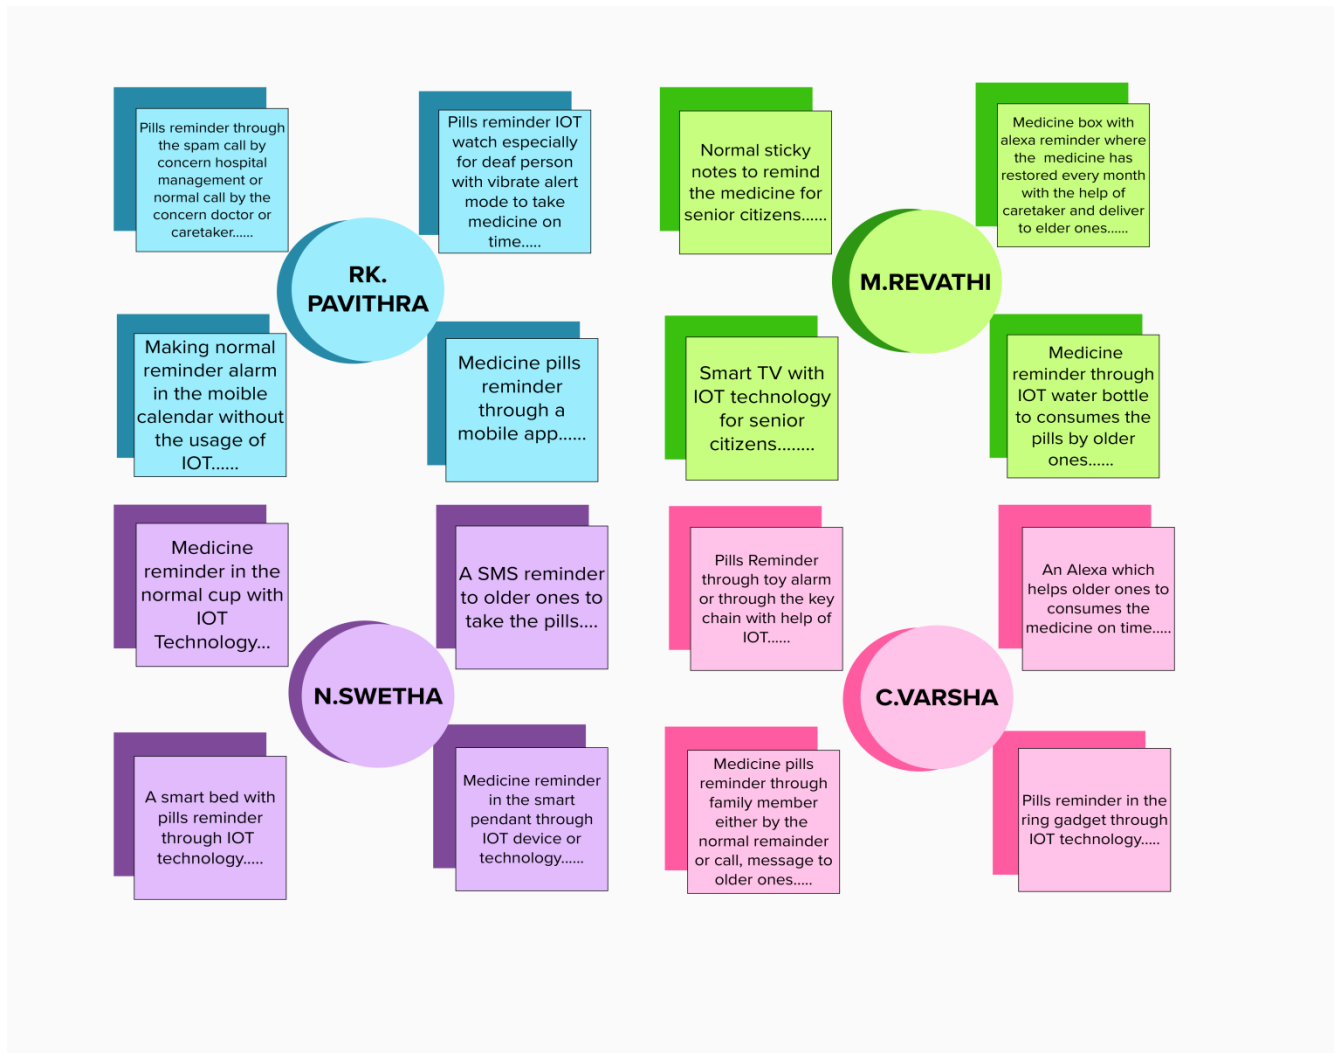 Pills reminder through
the spam call by
concern hospital
management or
normal call by the
concern doctor or
caretaker......
Pills reminder IOT
watch especially
for deaf person
with vibrate alert
mode to take
medicine on
time.....
RK.
PAVITHRA
Making normal
reminder alarm
in the moible
calendar without
the usage of
IOT......
Medicine pills
reminder
through a
mobile app......
Normal sticky
notes to remind
the medicine for
senior citizens......
Medicine box with
alexa reminder where
the medicine has
restored every month
with the help of
caretaker and deliver
to elder ones......
M.REVATHI
Smart TV with
IOT technology
for senior
citizens........
Medicine
reminder through
IOT water bottle
to consumes the
pills by older
ones......
Medicine
reminder in the
normal cup with
IOT
Technology...
A SMS reminder
to older ones to
take the pills....
N.SWETHA
A smart bed with
pills reminder
through IOT
technology.....
Medicine reminder
in the smart
pendant through
IOT device or
technology......
Pills Reminder
through toy alarm
or through the key
chain with help of
IOT......
An Alexa which
helps older ones to
consumes the
medicine on time.....
C.VARSHA
Medicine pills
reminder through
family member
either by the
normal remainder
or call, message to
older ones.....
Pills reminder in the
ring gadget through
IOT technology.....